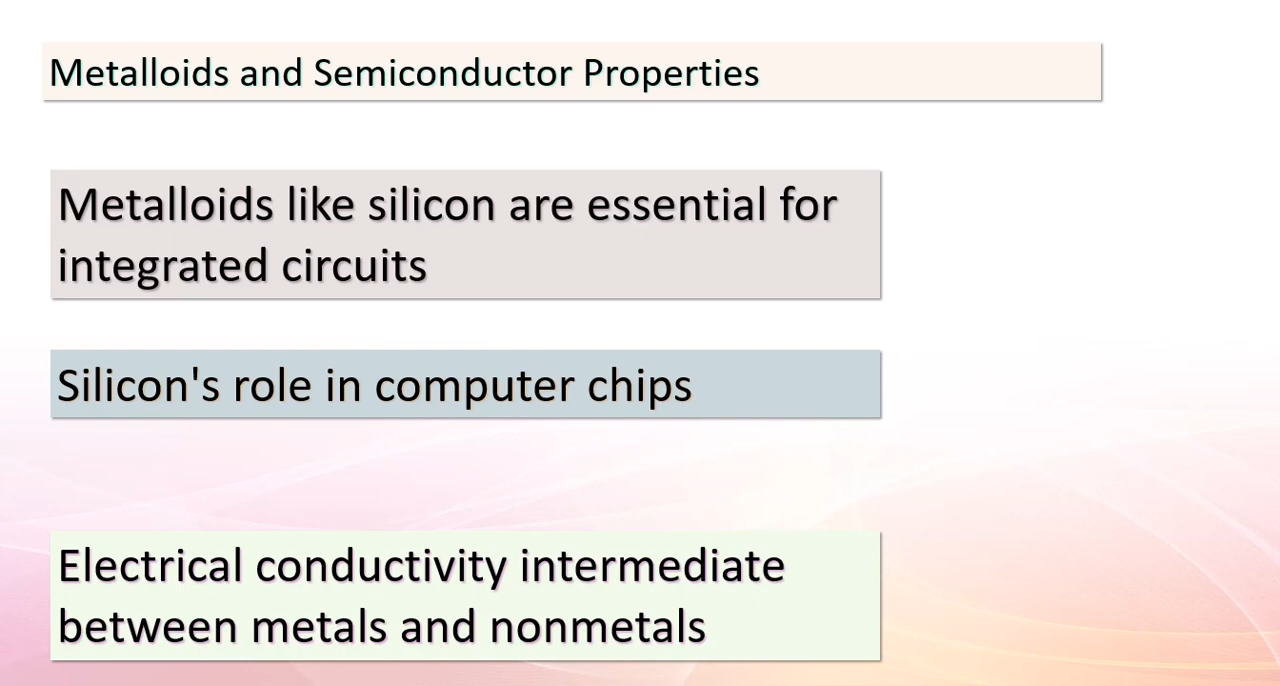 Metalloids and Semiconductor Properties
Metalloids like silicon are essential for
integrated circuits
Silicon's role in computer chips
Electrical conductivity intermediate
between metals and nonmetals